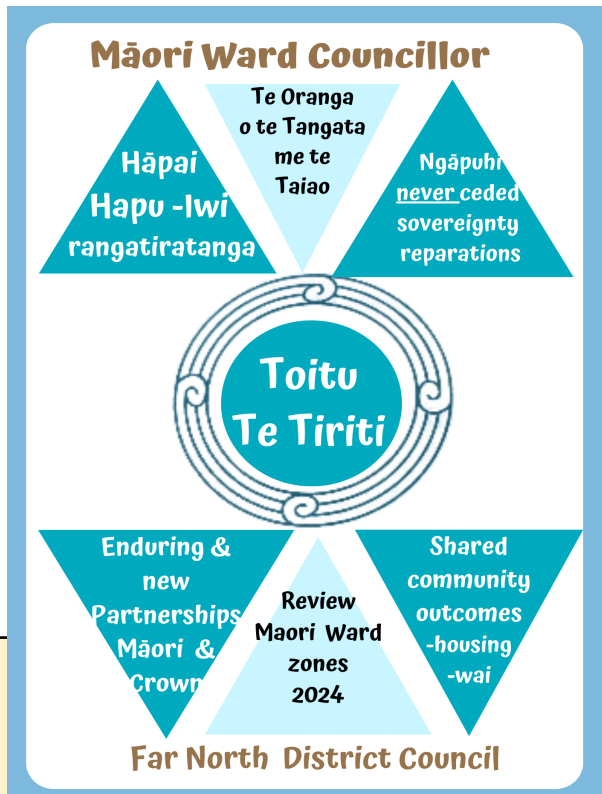 Māori Ward Councillor
Hāpai
Hapu -Iwi
rangatiratanga
Te Oranga
o te Tangata
me te
Taiao
Ngāpuhi
never ceded
sovereignty
reparations
Toitu
Te Tiriti
Enduring &
new
Partnerships
Māori &
Crown
Review
Maori Ward
zones
2024
Shared
community
outcomes
-housing
-wai
Far North District Council